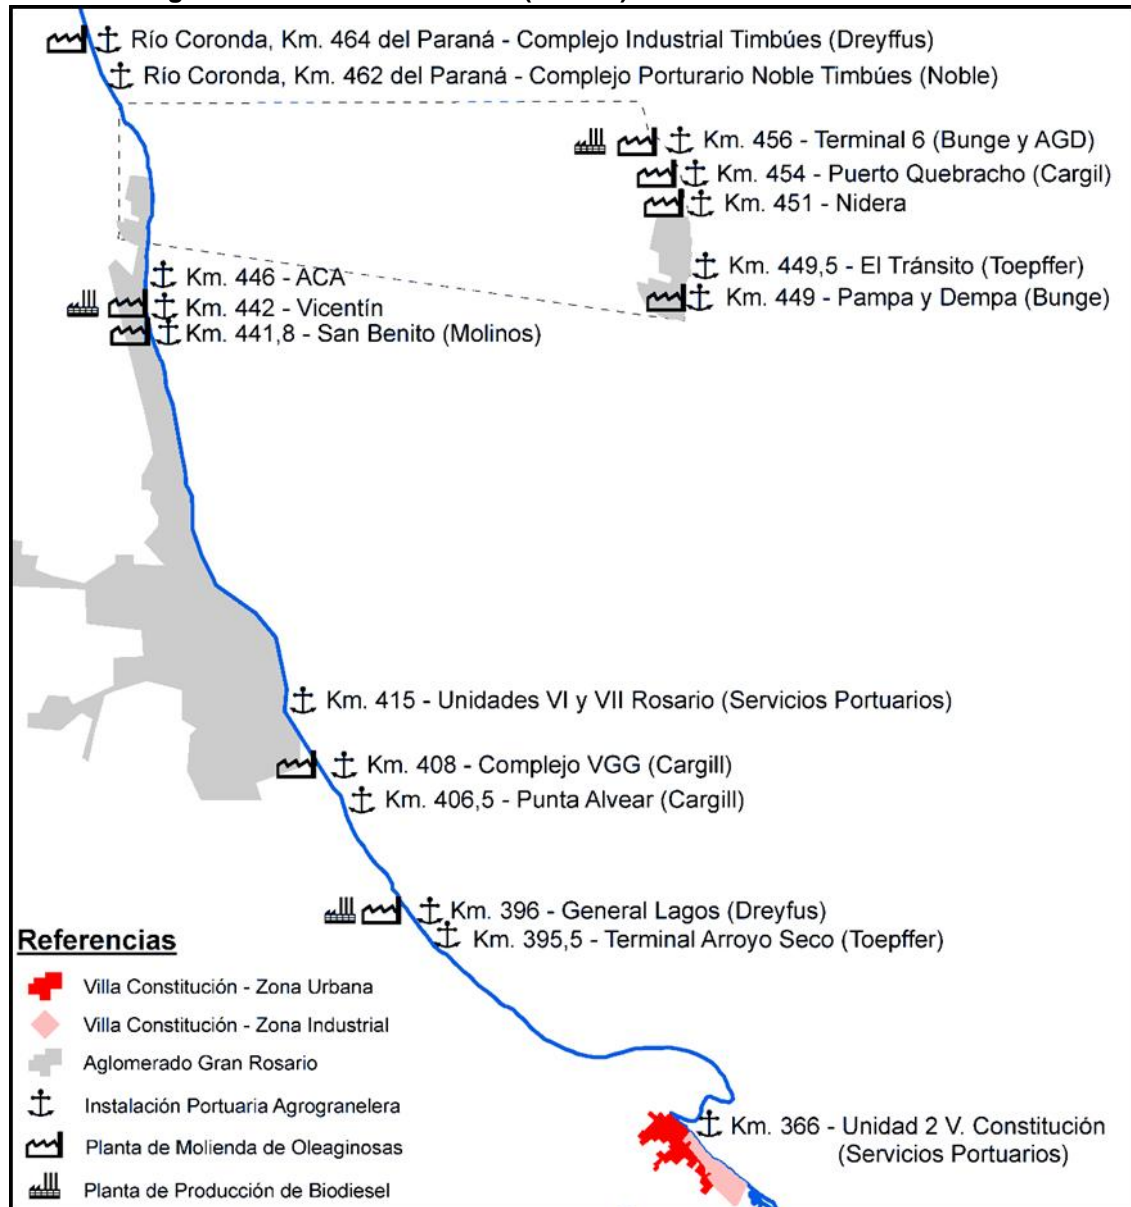 Río Coronda, Km. 464 del Paraná - Complejo Industrial Timbúes (Dreyffus)
Río Coronda, Km. 462 del Paraná - Complejo Porturario Noble Timbúes (Noble)
Km. 456 - Terminal 6 (Bunge y AGD)
Km. 454 - Puerto Quebracho (Cargil)
Km. 451 - Nidera
Km. 449,5 - El Tránsito (Toepffer)
Km. 449 - Pampa y Dempa (Bunge)
Km. 446 - ACA
Km. 442 - Vicentín
Km. 441,8 - San Benito (Molinos)
Km. 415 - Unidades VI y VII Rosario (Servicios Portuarios)
Km. 408 - Complejo VGG (Cargill)
Km. 406,5 - Punta Alvear (Cargill)
Km. 396 - General Lagos (Dreyfus)
Km. 395,5 - Terminal Arroyo Seco (Toepffer)
Km. 366 - Unidad 2 V. Constitución
(Servicios Portuarios)
Referencias
Villa Constitución - Zona Urbana
Villa Constitución - Zona Industrial
Aglomerado Gran Rosario
Instalación Portuaria Agrogranelera
Planta de Molienda de Oleaginosas
Planta de Producción de Biodiesel